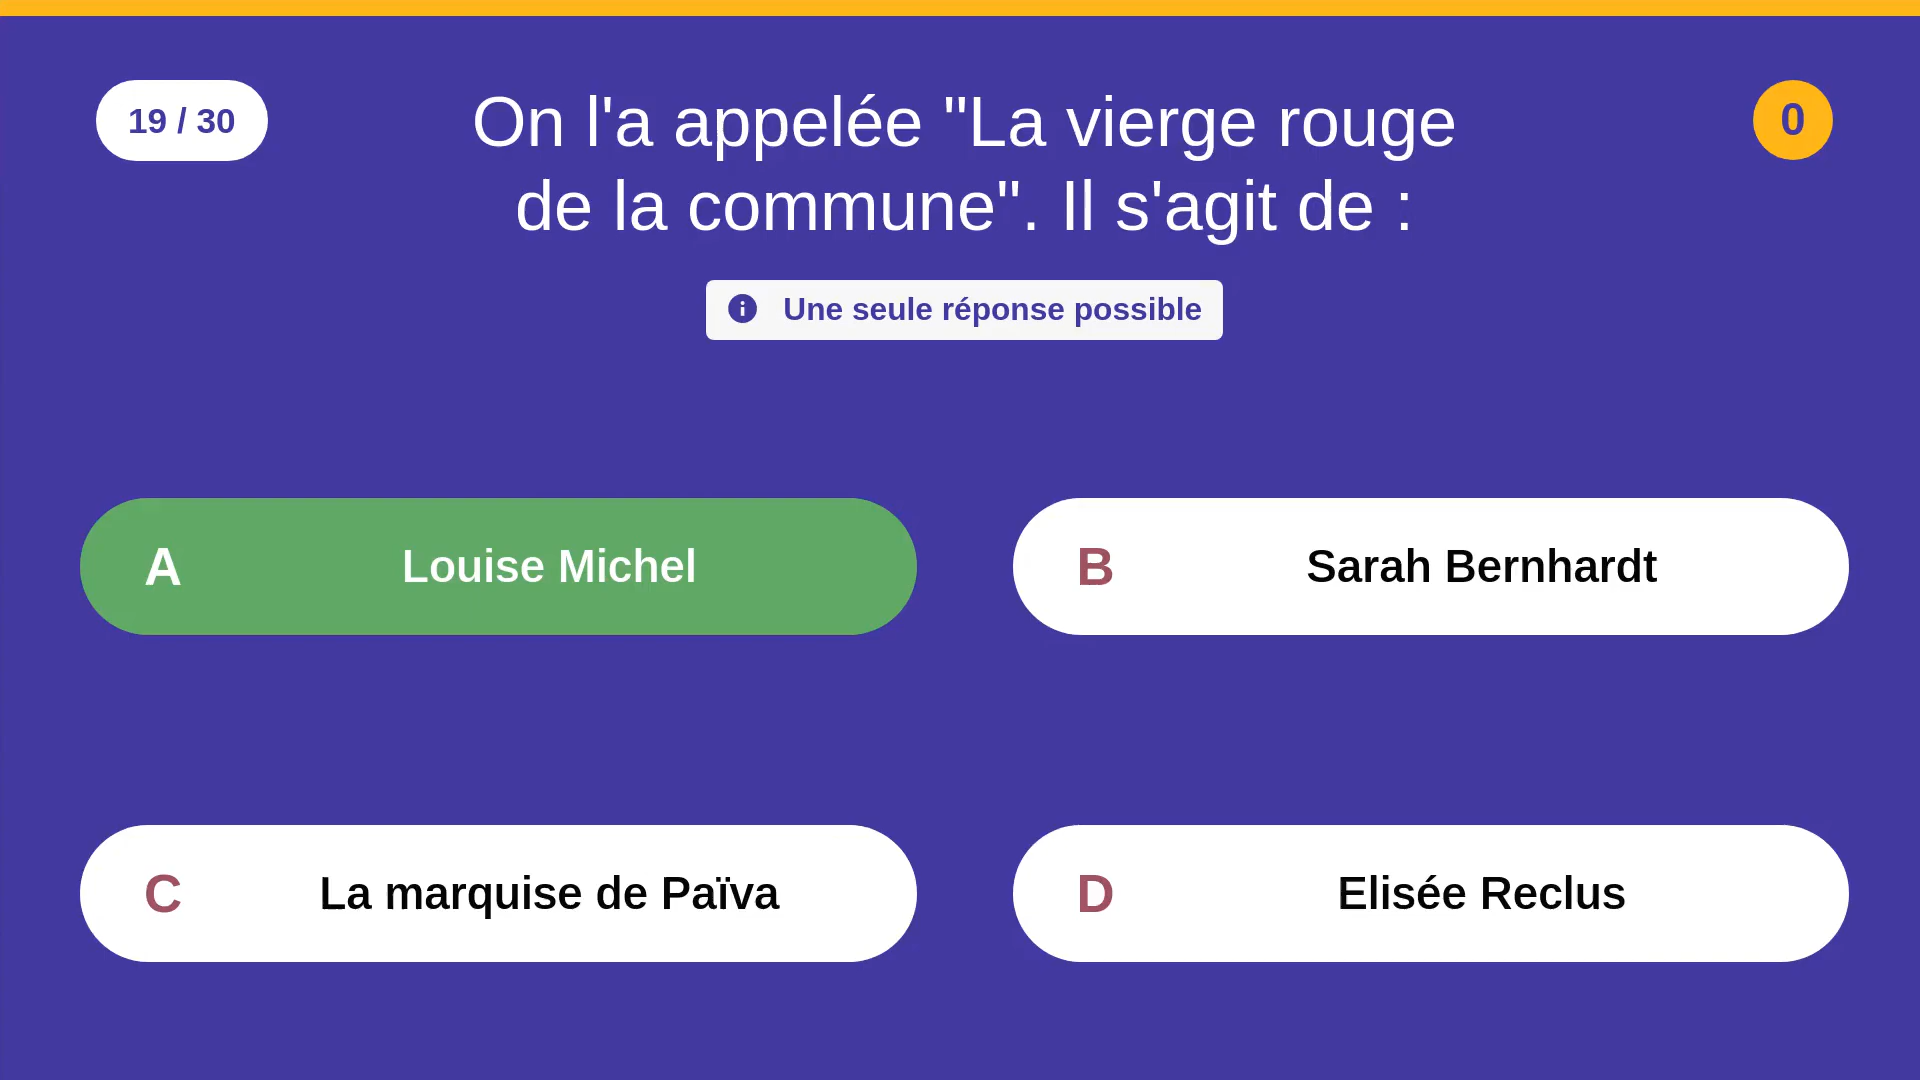 19 / 30
On l'a appelée "La vierge rouge
de la commune". Il s'agit de :
0
Une seule réponse possible
A Louise Michel
B Sarah Bernhardt
C La marquise de Païva
D Elisée Reclus